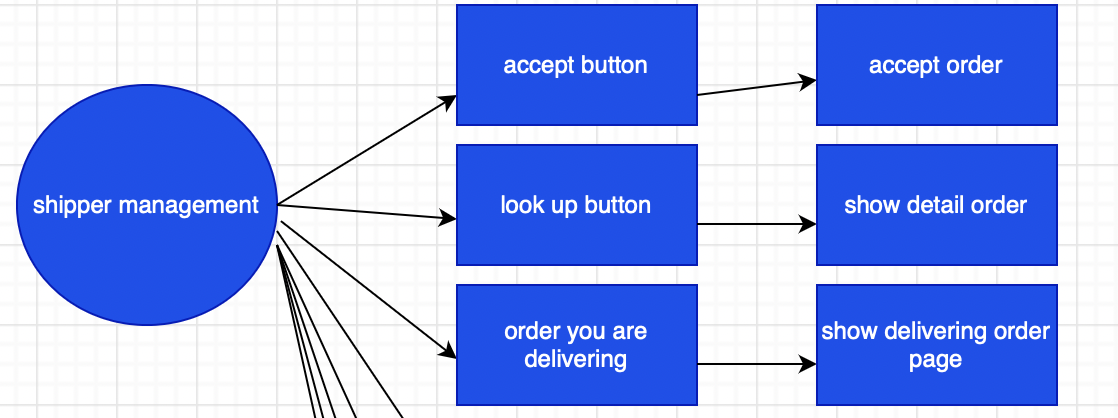 accept button
accept order
shipper management
look up button
show detail order
order you are
delivering
show delivering order
page